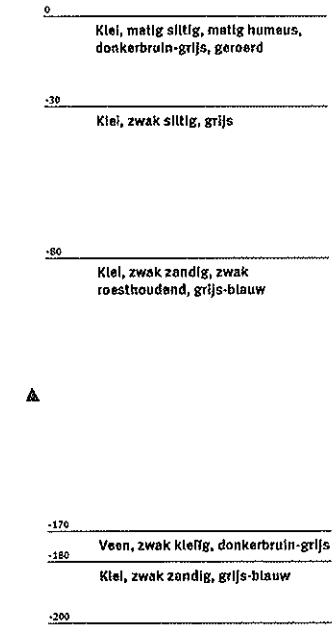 0
Klei, matig siltig, matig humeus,
donkerbruin-grijs, geroerd
-30
Klei, zwak siltig, grijs
-80
Klei, zwak zandig, zwak
roesthoudend, grijs-blauw
-170
Veen, zwak kleiïg, donkerbruin-grijs
-180
Klei, zwak zandig, grijs-blauw
-200